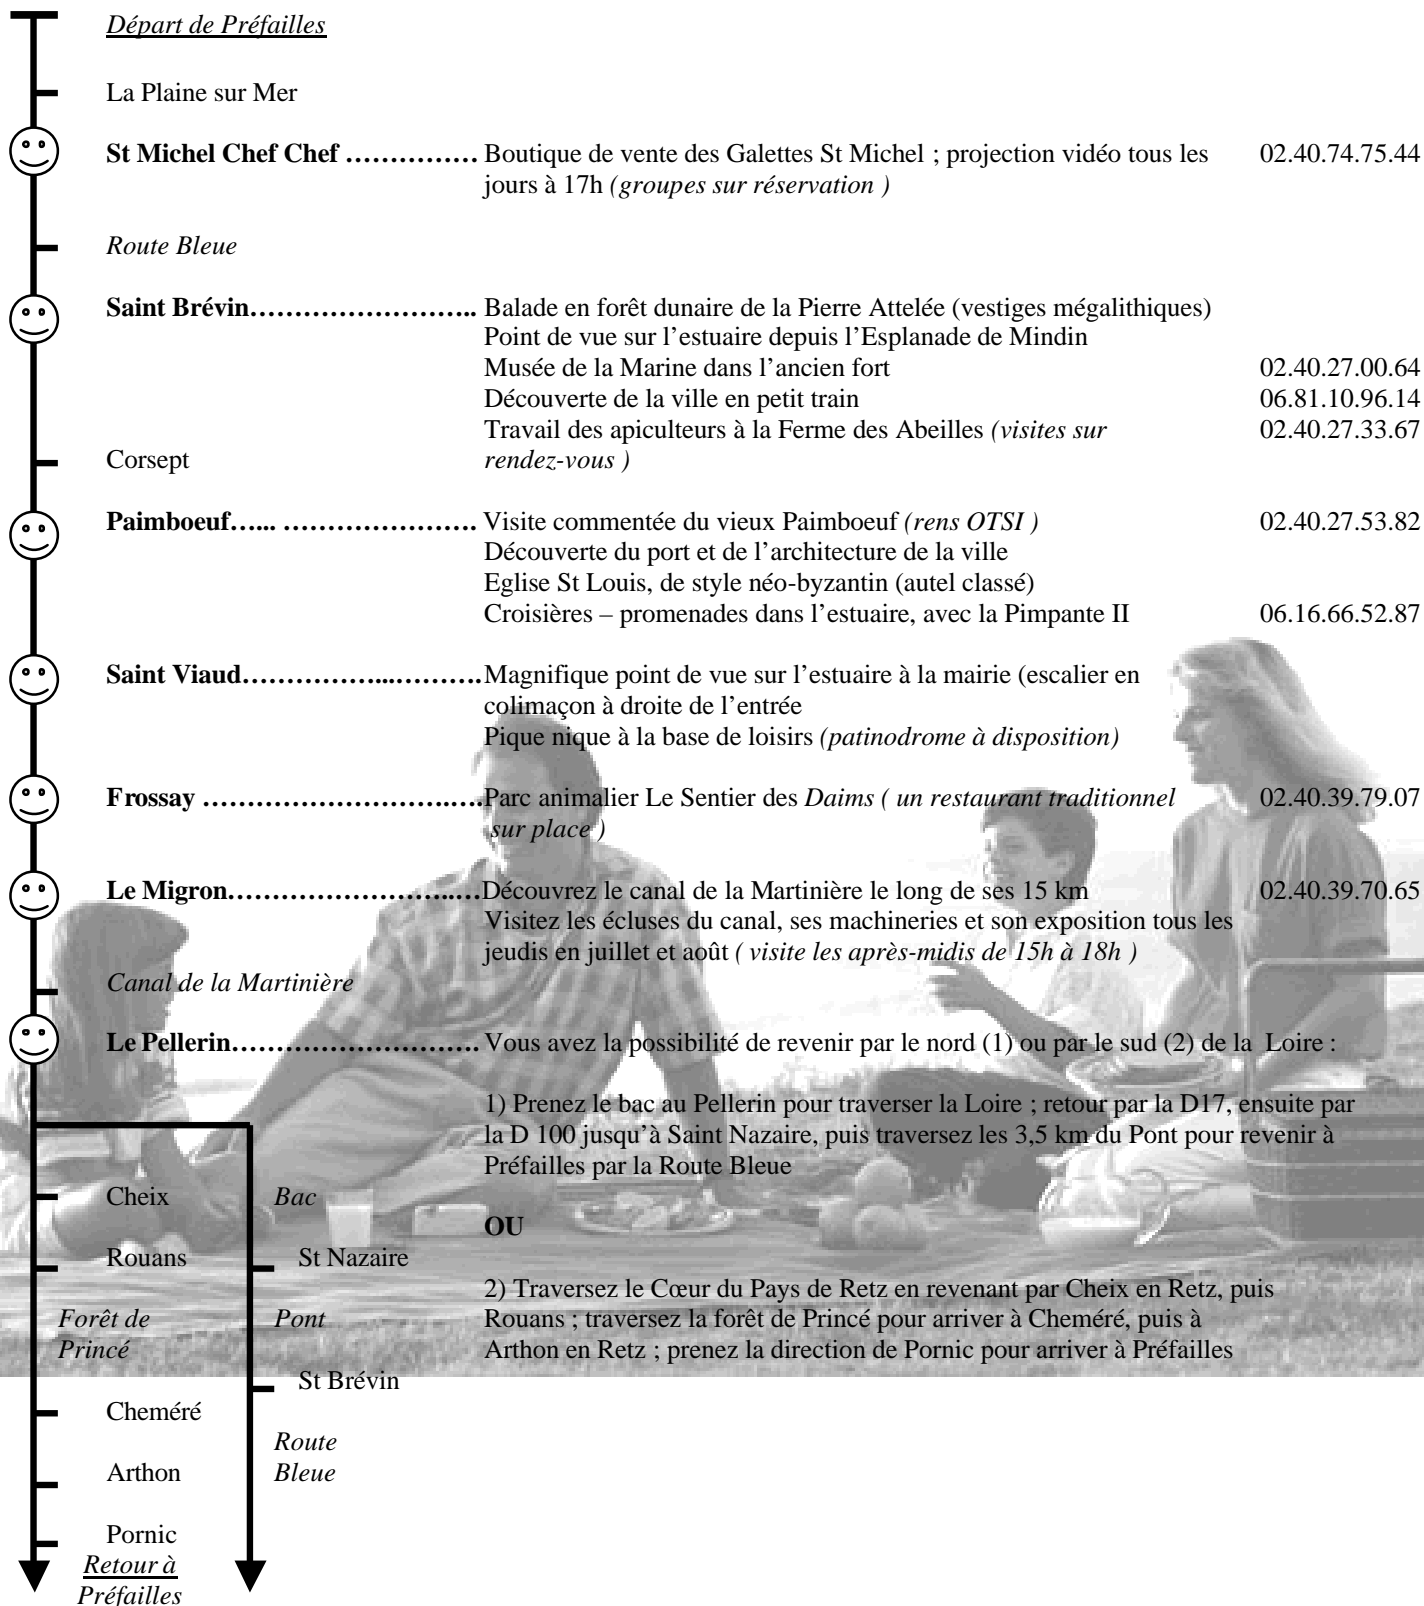 Départ de Préfailles
La Plaine sur Mer
St Michel Chef Chef …………… Boutique de vente des Galettes St Michel ; projection vidéo tous les 02.40.74.75.44
jours à 17h (groupes sur réservation )
Route Bleue
Saint Brévin…………………….. Balade en forêt dunaire de la Pierre Attelée (vestiges mégalithiques)
Point de vue sur l’estuaire depuis l’Esplanade de Mindin
Musée de la Marine dans l’ancien fort 02.40.27.00.64
Découverte de la ville en petit train 06.81.10.96.14
Travail des apiculteurs à la Ferme des Abeilles (visites sur 02.40.27.33.67
Corsept rendez-vous )
Paimboeuf…... …………………. Visite commentée du vieux Paimboeuf (rens OTSI ) 02.40.27.53.82
Découverte du port et de l’architecture de la ville
Eglise St Louis, de style néo-byzantin (autel classé)
Croisières – promenades dans l’estuaire, avec la Pimpante II 06.16.66.52.87
Saint Viaud……………...……….Magnifique point de vue sur l’estuaire à la mairie (escalier en
colimaçon à droite de l’entrée
Pique nique à la base de loisirs (patinodrome à disposition)
Frossay ……………………….….Parc animalier Le Sentier des Daims ( un restaurant traditionnel 02.40.39.79.07
sur place )
Le Migron……………………..….Découvrez le canal de la Martinière le long de ses 15 km 02.40.39.70.65
Visitez les écluses du canal, ses machineries et son exposition tous les
jeudis en juillet et août ( visite les après-midis de 15h à 18h )
Canal de la Martinière
Le Pellerin………………………. Vous avez la possibilité de revenir par le nord (1) ou par le sud (2) de la Loire :
1) Prenez le bac au Pellerin pour traverser la Loire ; retour par la D17, ensuite par
la D 100 jusqu’à Saint Nazaire, puis traversez les 3,5 km du Pont pour revenir à
Préfailles par la Route Bleue
Cheix Bac
OU
Rouans St Nazaire
2) Traversez le Cœur du Pays de Retz en revenant par Cheix en Retz, puis
Forêt de Pont Rouans ; traversez la forêt de Princé pour arriver à Cheméré, puis à
Princé Arthon en Retz ; prenez la direction de Pornic pour arriver à Préfailles
St Brévin
Cheméré
Route
Arthon Bleue
Pornic
Retour à
Préfailles